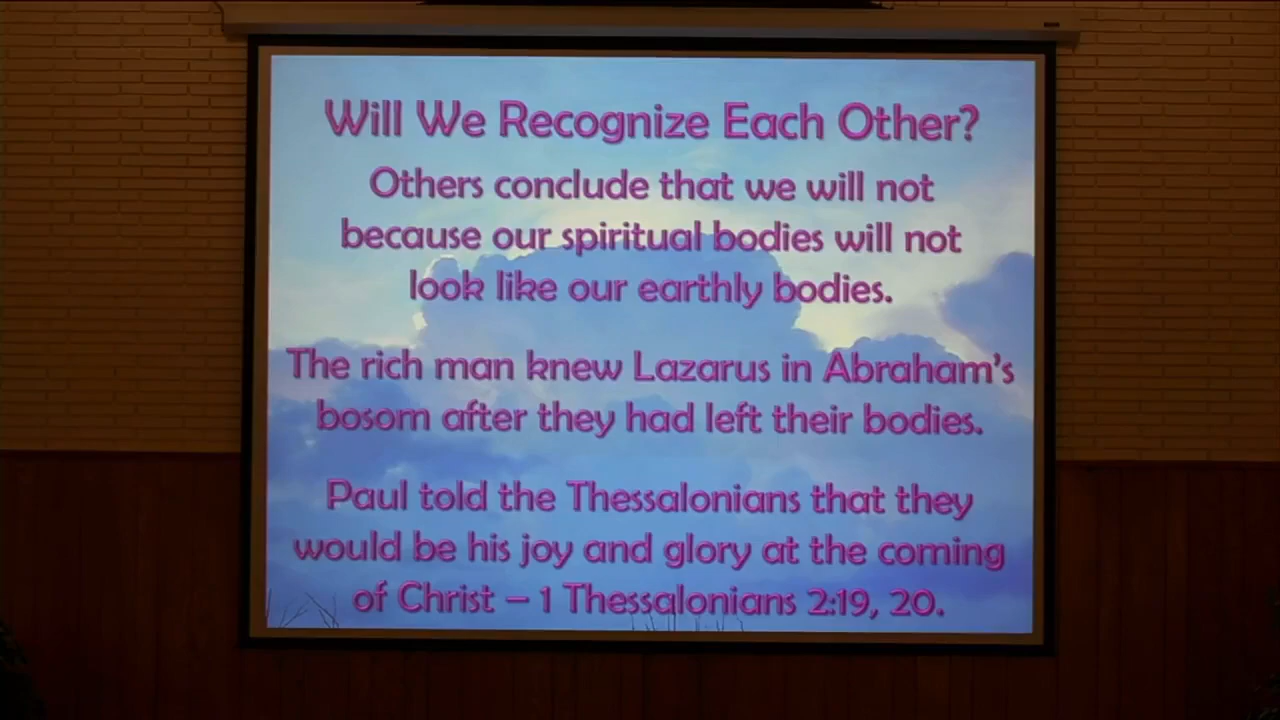 Will We Recognize Each Other?
Others conclude that we will not
because our spiritual bodies will not
look like our earthly bodies.
The rich man knew Lazarus in Abraham's
bosom after they had left their bodies.
Paul told the Thessalonians that they
would be his joy and glory at the coming
of Christ – 1 Thessalonians 2:19, 20.